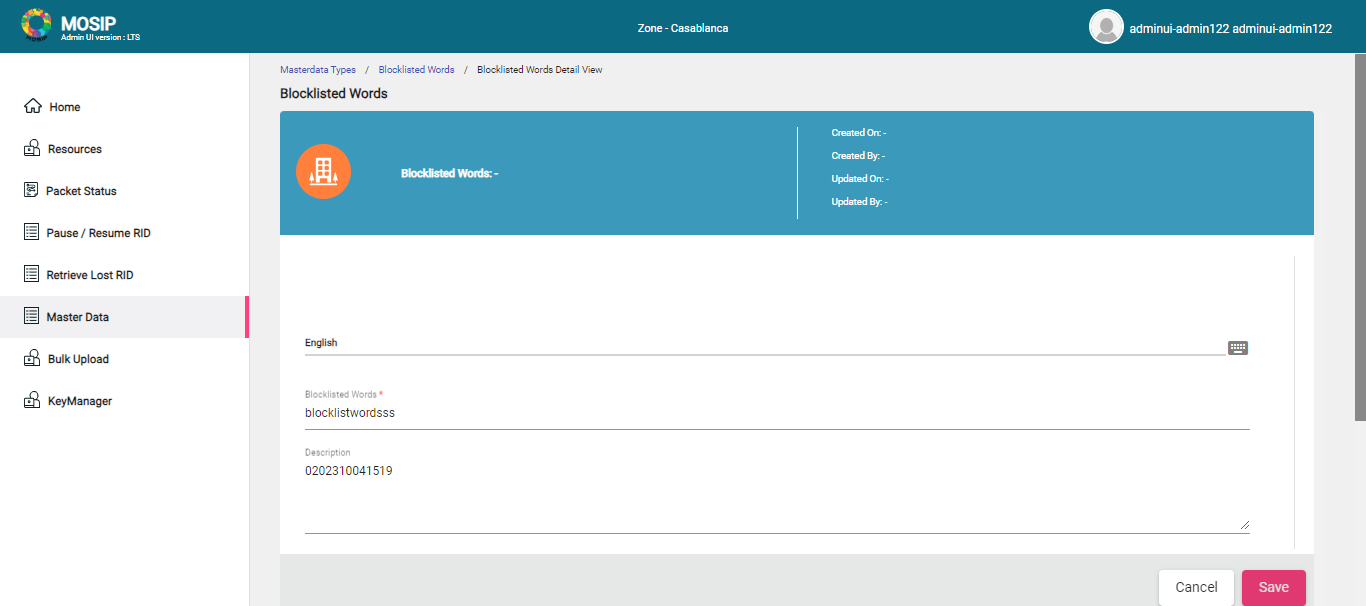 MOSIP
Admin UI version : LTS
Zone - Casablanca
adminui-admin122 adminui-admin122
Home
Resources
Packet Status
Pause / Resume RID
Retrieve Lost RID
Master Data
Bulk Upload
KeyManager
Masterdata Types / Blocklisted Words / Blocklisted Words Detail View
Blocklisted Words
Blocklisted Words: -
Created On: -
Created By: -
Updated On: -
Updated By: -
English
Blocklisted Words *
blocklistwordsss
Description
0202310041519
Cancel
Save